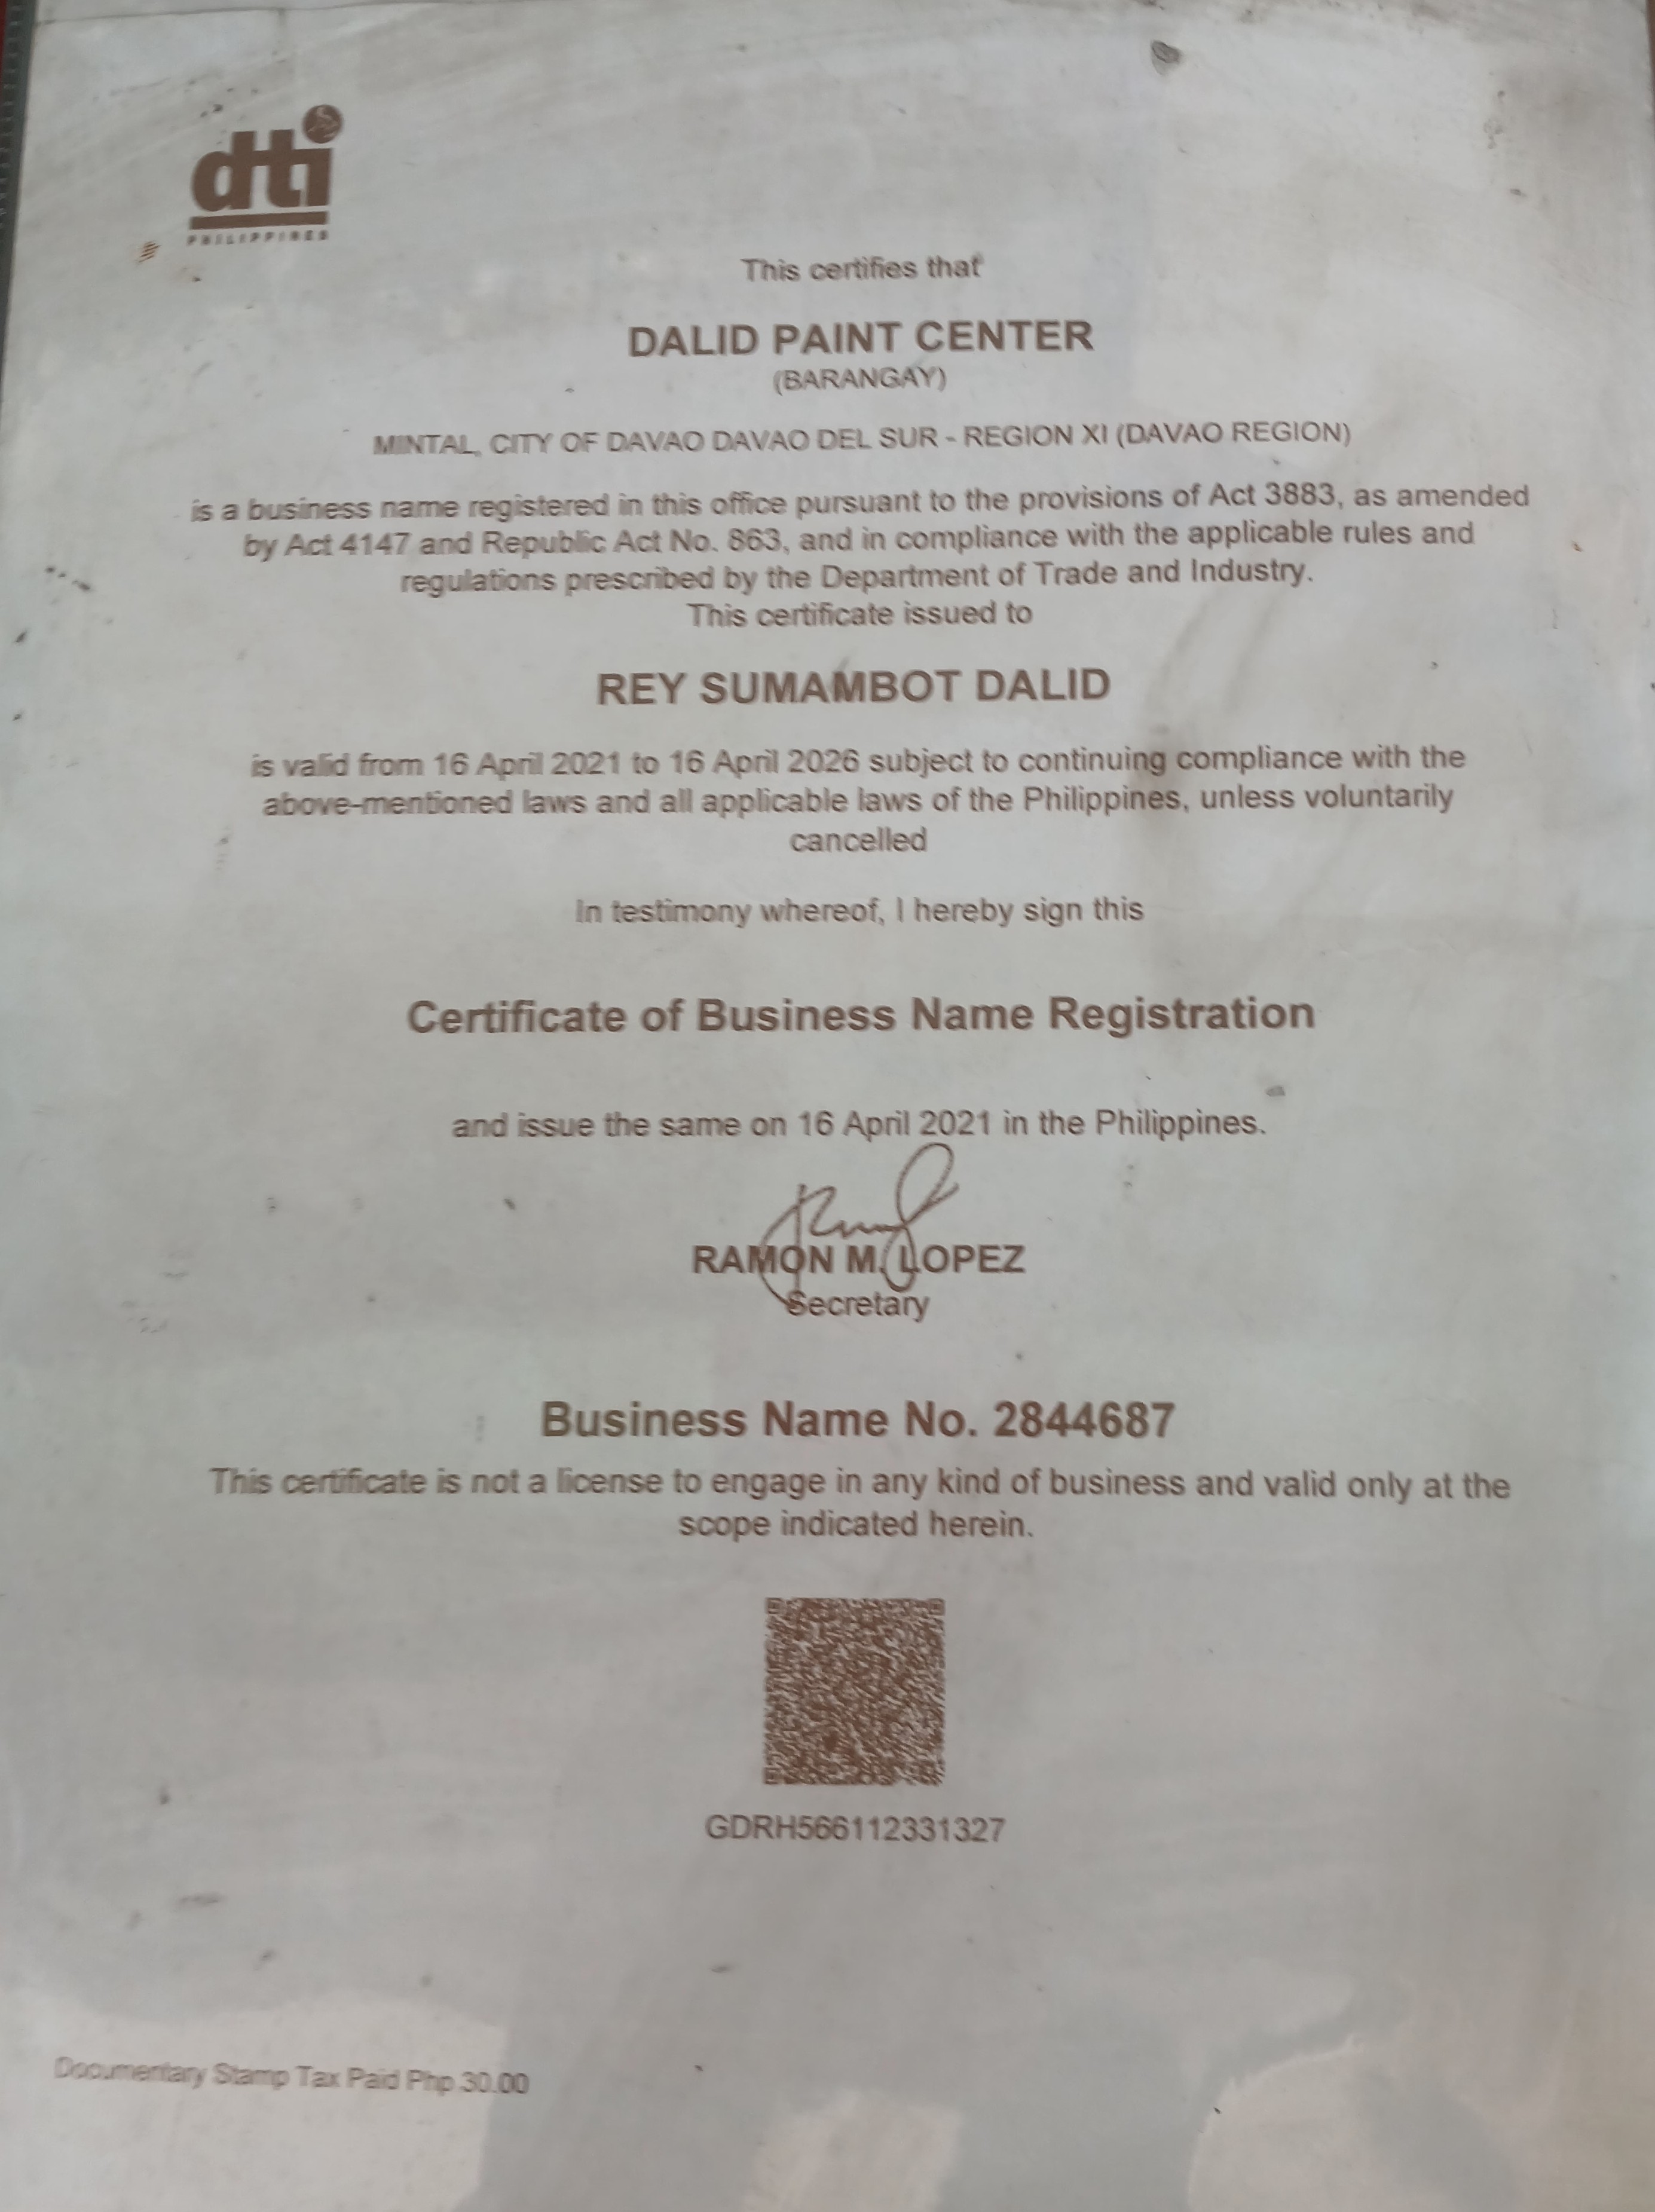 dti
PHILIPPINES
This certifies that
DALID PAINT CENTER
(BARANGAY)
MINTAL, CITY OF DAVAO DAVAO DEL SUR - REGION XI (DAVAO REGION)
is a business name registered in this office pursuant to the provisions of Act 3883, as amended
by Act 4147 and Republic Act No. 863, and in compliance with the applicable rules and
regulations prescribed by the Department of Trade and Industry.
This certificate issued to
REY SUMAMBOT DALID
is valid from 16 April 2021 to 16 April 2026 subject to continuing compliance with the
above-mentioned laws and all applicable laws of the Philippines, unless voluntarily
cancelled
In testimony whereof, I hereby sign this
Certificate of Business Name Registration
and issue the same on 16 April 2021 in the Philippines.
RAMON M. LOPEZ
Secretary
Business Name No. 2844687
This certificate is not a license to engage in any kind of business and valid only at the
scope indicated herein.
GDRH566112331327
Documentary Stamp Tax Paid Php 30.00